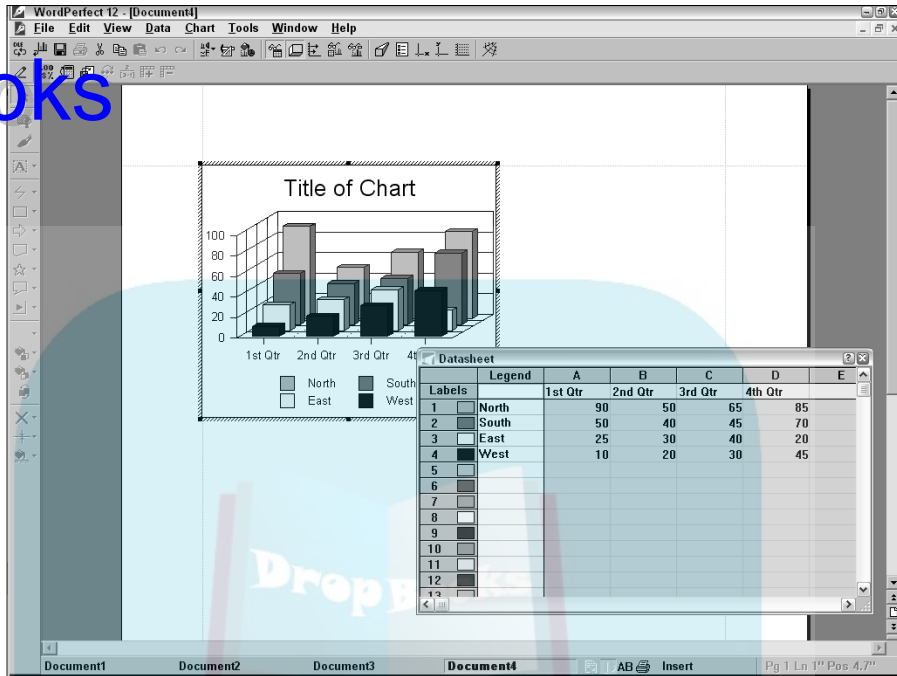 WordPerfect 12 - [Document4]
File Edit View Data Chart Tools Window Help
oks
Title of Chart
100
80
60
40
20
0
1st Qtr 2nd Qtr 3rd Qtr 4t
North South
East West
Datasheet
Legend A B C D E
Labels 1st Qtr 2nd Qtr 3rd Qtr 4th Qtr
1 North 90 50 65 85
2 South 50 40 45 70
3 East 25 30 40 20
4 West 10 20 30 45
5
6
7
8
9
10
11
12
13
DropBooks
Document1 Document2 Document3 Document4 AB Insert Pg 1 Ln 1" Pos 4.7"